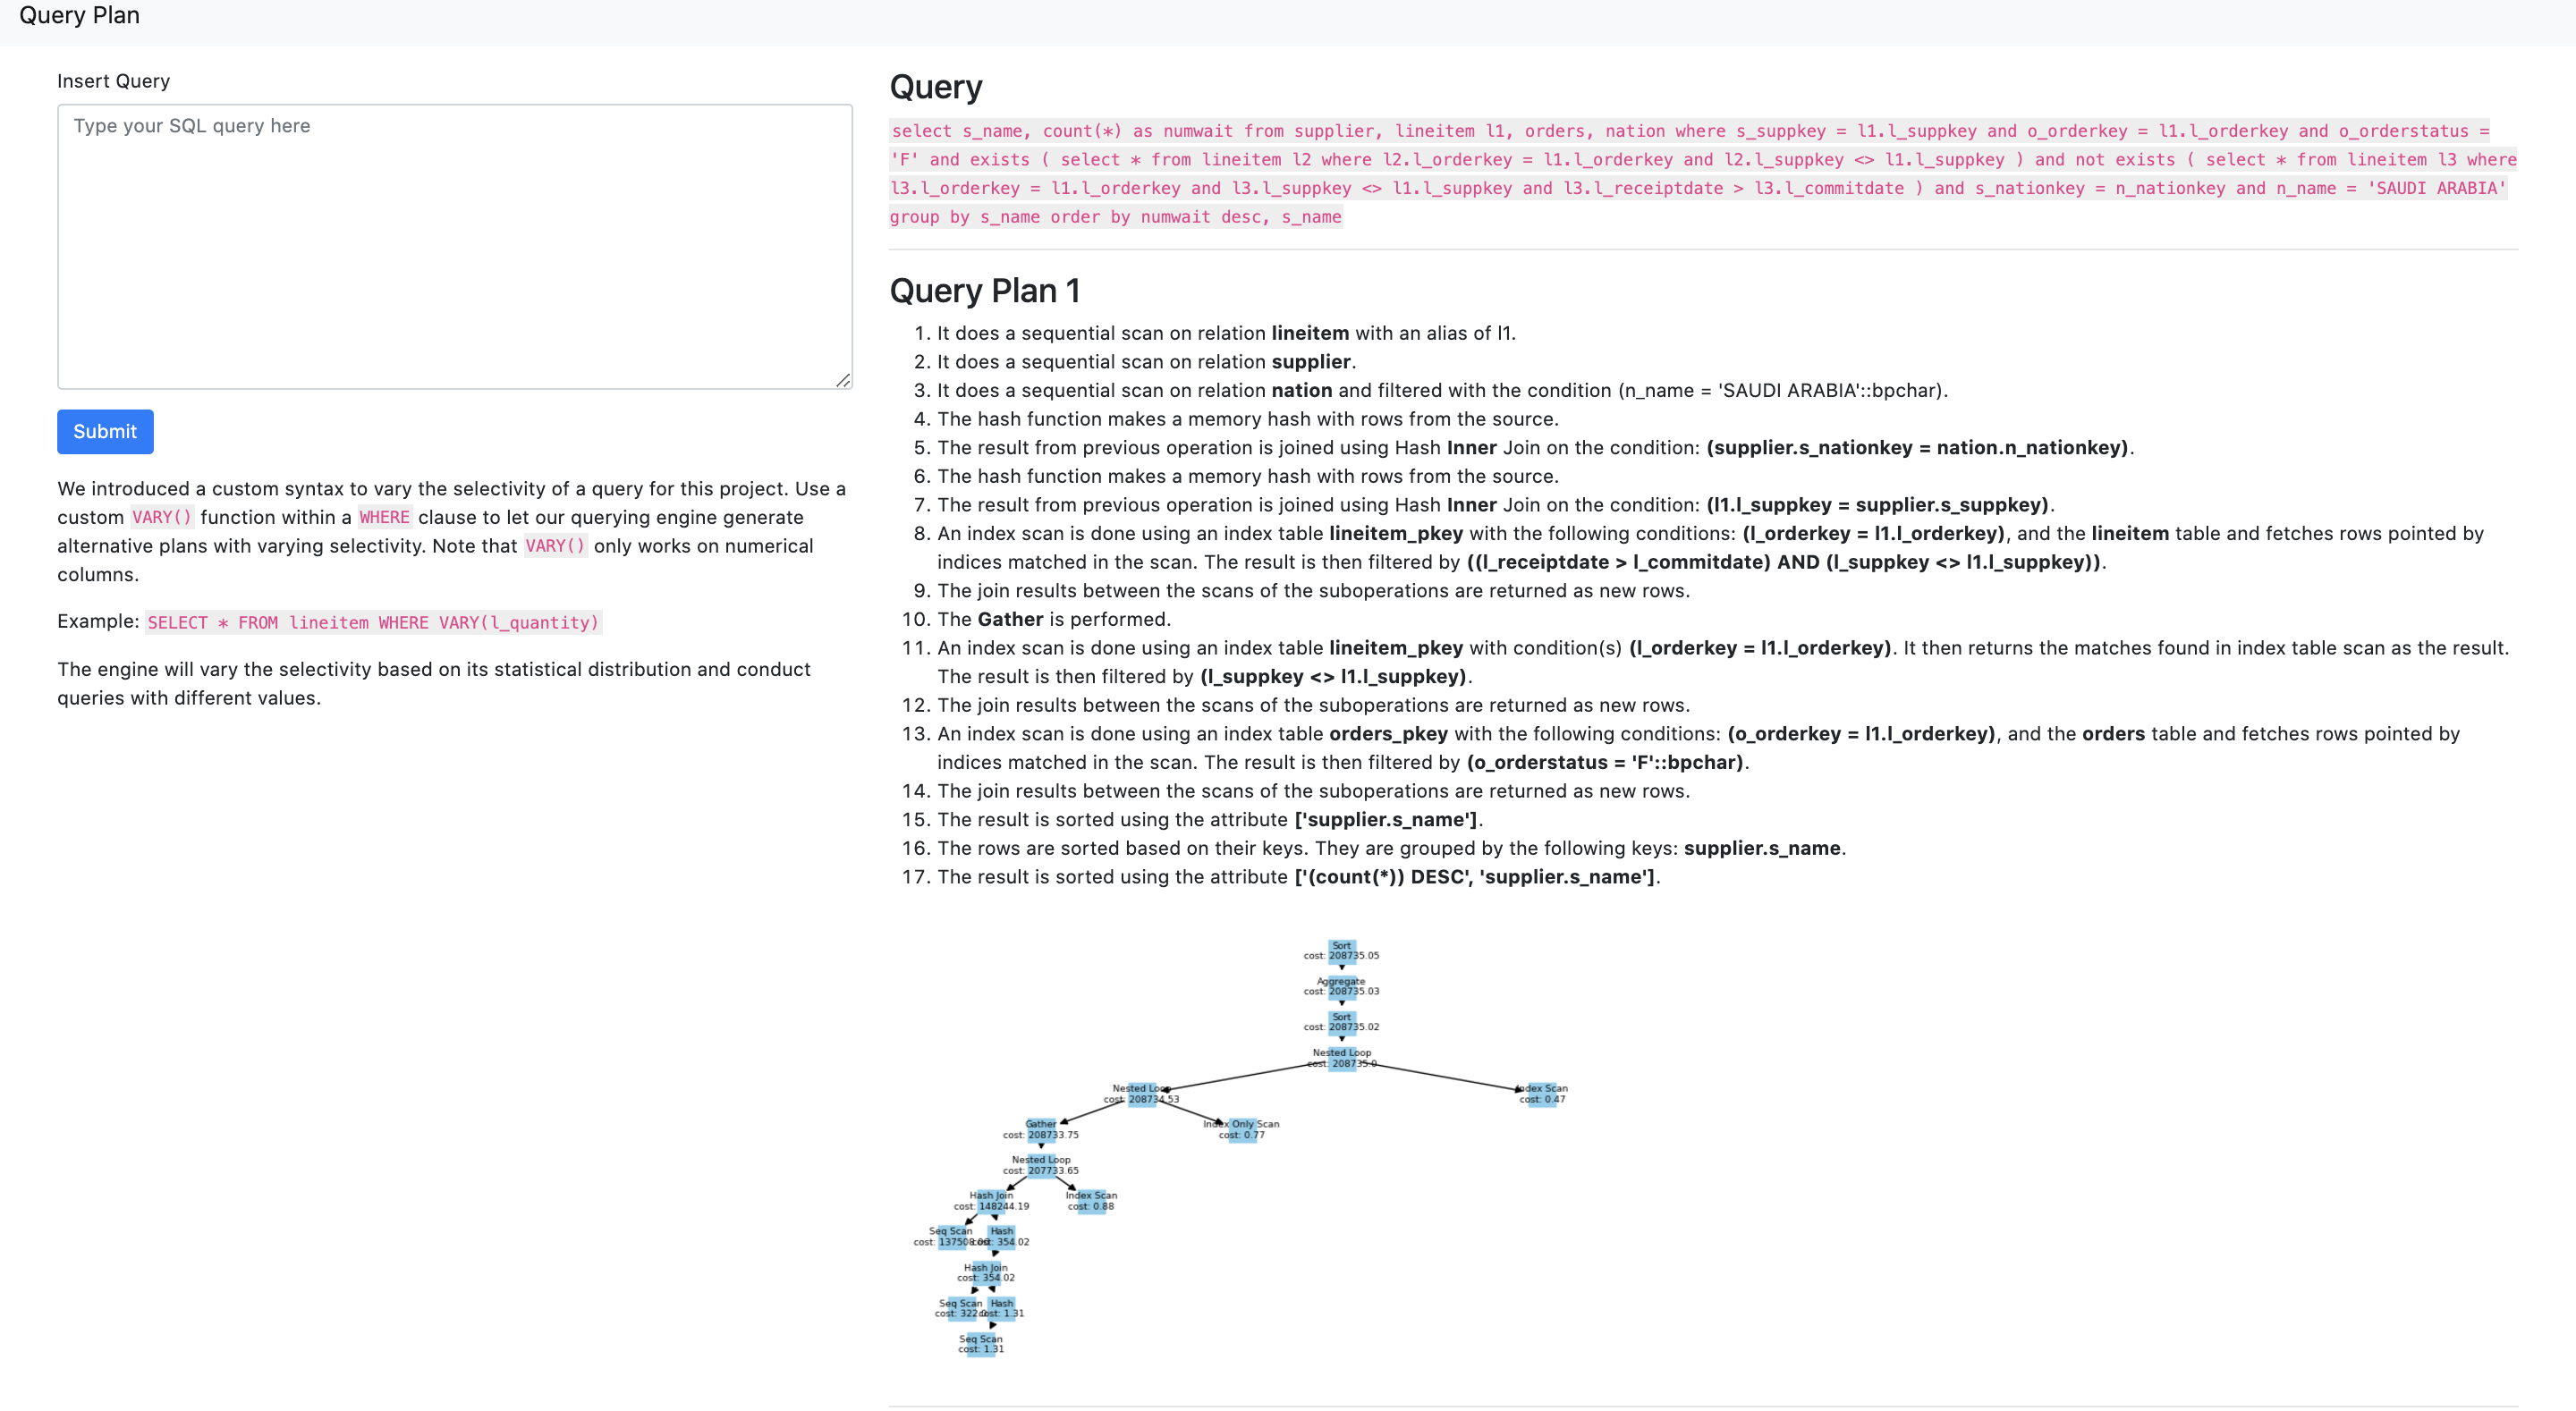 Query Plan
Insert Query
Type your SQL query here
Submit
We introduced a custom syntax to vary the selectivity of a query for this project. Use a
custom VARY() function within a WHERE clause to let our querying engine generate
alternative plans with varying selectivity. Note that VARY() only works on numerical
columns.
Example: SELECT * FROM lineitem WHERE VARY(l_quantity)
The engine will vary the selectivity based on its statistical distribution and conduct
queries with different values.
Query
select s_name, count(*) as numwait from supplier, lineitem l1, orders, nation where s_suppkey = l1.l_suppkey and o_orderkey = l1.l_orderkey and o_orderstatus =
'F' and exists ( select * from lineitem l2 where l2.l_orderkey = l1.l_orderkey and l2.l_suppkey <> l1.l_suppkey ) and not exists ( select * from lineitem l3 where
l3.l_orderkey = l1.l_orderkey and l3.l_suppkey <> l1.l_suppkey and l3.l_receiptdate > l3.l_commitdate ) and s_nationkey = n_nationkey and n_name = 'SAUDI ARABIA'
group by s_name order by numwait desc, s_name
Query Plan 1
1. It does a sequential scan on relation lineitem with an alias of l1.
2. It does a sequential scan on relation supplier.
3. It does a sequential scan on relation nation and filtered with the condition (n_name = 'SAUDI ARABIA'::bpchar).
4. The hash function makes a memory hash with rows from the source.
5. The result from previous operation is joined using Hash Inner Join on the condition: (supplier.s_nationkey = nation.n_nationkey).
6. The hash function makes a memory hash with rows from the source.
7. The result from previous operation is joined using Hash Inner Join on the condition: (l1.l_suppkey = supplier.s_suppkey).
8. An index scan is done using an index table lineitem_pkey with the following conditions: (l_orderkey = l1.l_orderkey), and the lineitem table and fetches rows pointed by
indices matched in the scan. The result is then filtered by ((l_receiptdate > l_commitdate) AND (l_suppkey <> l1.l_suppkey)).
9. The join results between the scans of the suboperations are returned as new rows.
10. The Gather is performed.
11. An index scan is done using an index table lineitem_pkey with condition(s) (l_orderkey = l1.l_orderkey). It then returns the matches found in index table scan as the result.
The result is then filtered by (l_suppkey <> l1.l_suppkey).
12. The join results between the scans of the suboperations are returned as new rows.
13. An index scan is done using an index table orders_pkey with the following conditions: (o_orderkey = l1.l_orderkey), and the orders table and fetches rows pointed by
indices matched in the scan. The result is then filtered by (o_orderstatus = 'F'::bpchar).
14. The join results between the scans of the suboperations are returned as new rows.
15. The result is sorted using the attribute ['supplier.s_name'].
16. The rows are sorted based on their keys. They are grouped by the following keys: supplier.s_name.
17. The result is sorted using the attribute ['(count(*)) DESC', 'supplier.s_name'].
Sort
cost: 208735.05
Aggregate
cost: 208735.03
Sort
cost: 208735.02
Nested Loop
cost: 208735.0
Nested Loop
cost: 208734.53
Index Scan
cost: 0.47
Gather
cost: 208733.75
Index Only Scan
cost: 0.77
Nested Loop
cost: 207733.65
Hash Join
cost: 148244.19
Index Scan
cost: 0.88
Seq Scan
cost:
Hash
cost: 354.02
Hash Join
cost: 354.02
Seq Scan
cost:
Hash
cost: 1.31
Seq Scan
cost: 1.31